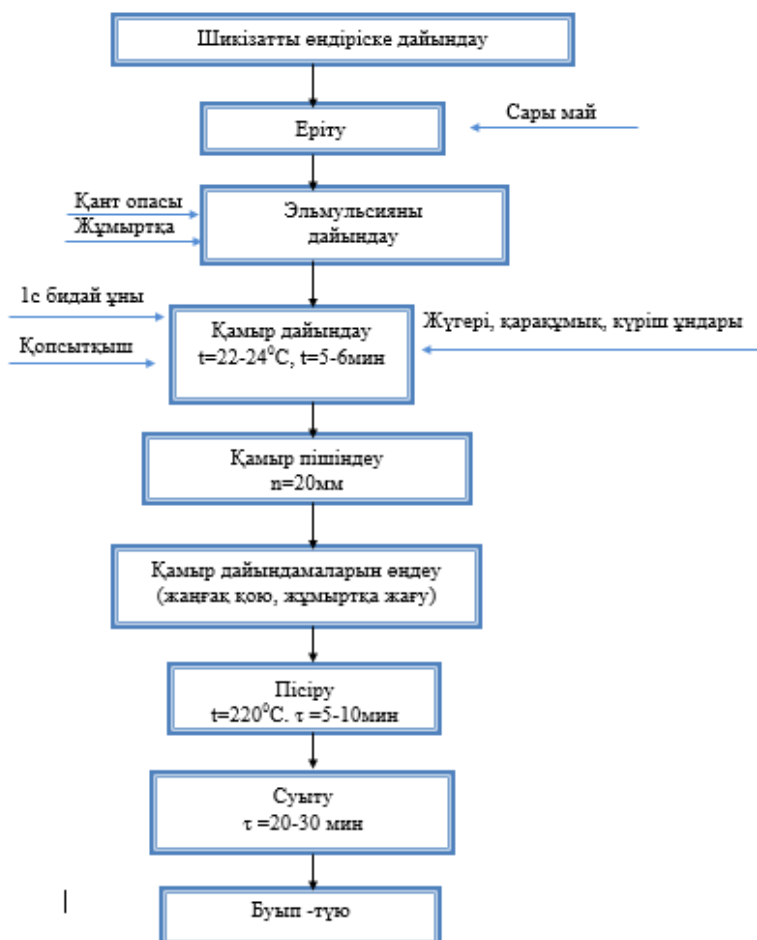 Шикізатты өндіріске дайындау
Еріту
Сары май
Қант опасы
Жұмыртқа
Эльмульсияны
дайындау
1с бидай ұны
Қопсытқыш
Қамыр дайындау
t=22-24⁰С, t=5-6мин
Жүгері, қарақұмық, күріш ұндары
Қамыр пішіндеу
n=20мм
Қамыр дайындамаларын өңдеу
(жаңғақ қою, жұмыртқа жағу)
Пісіру
t=220⁰С. τ =5-10мин
Суыту
τ =20-30 мин
Буып -түю